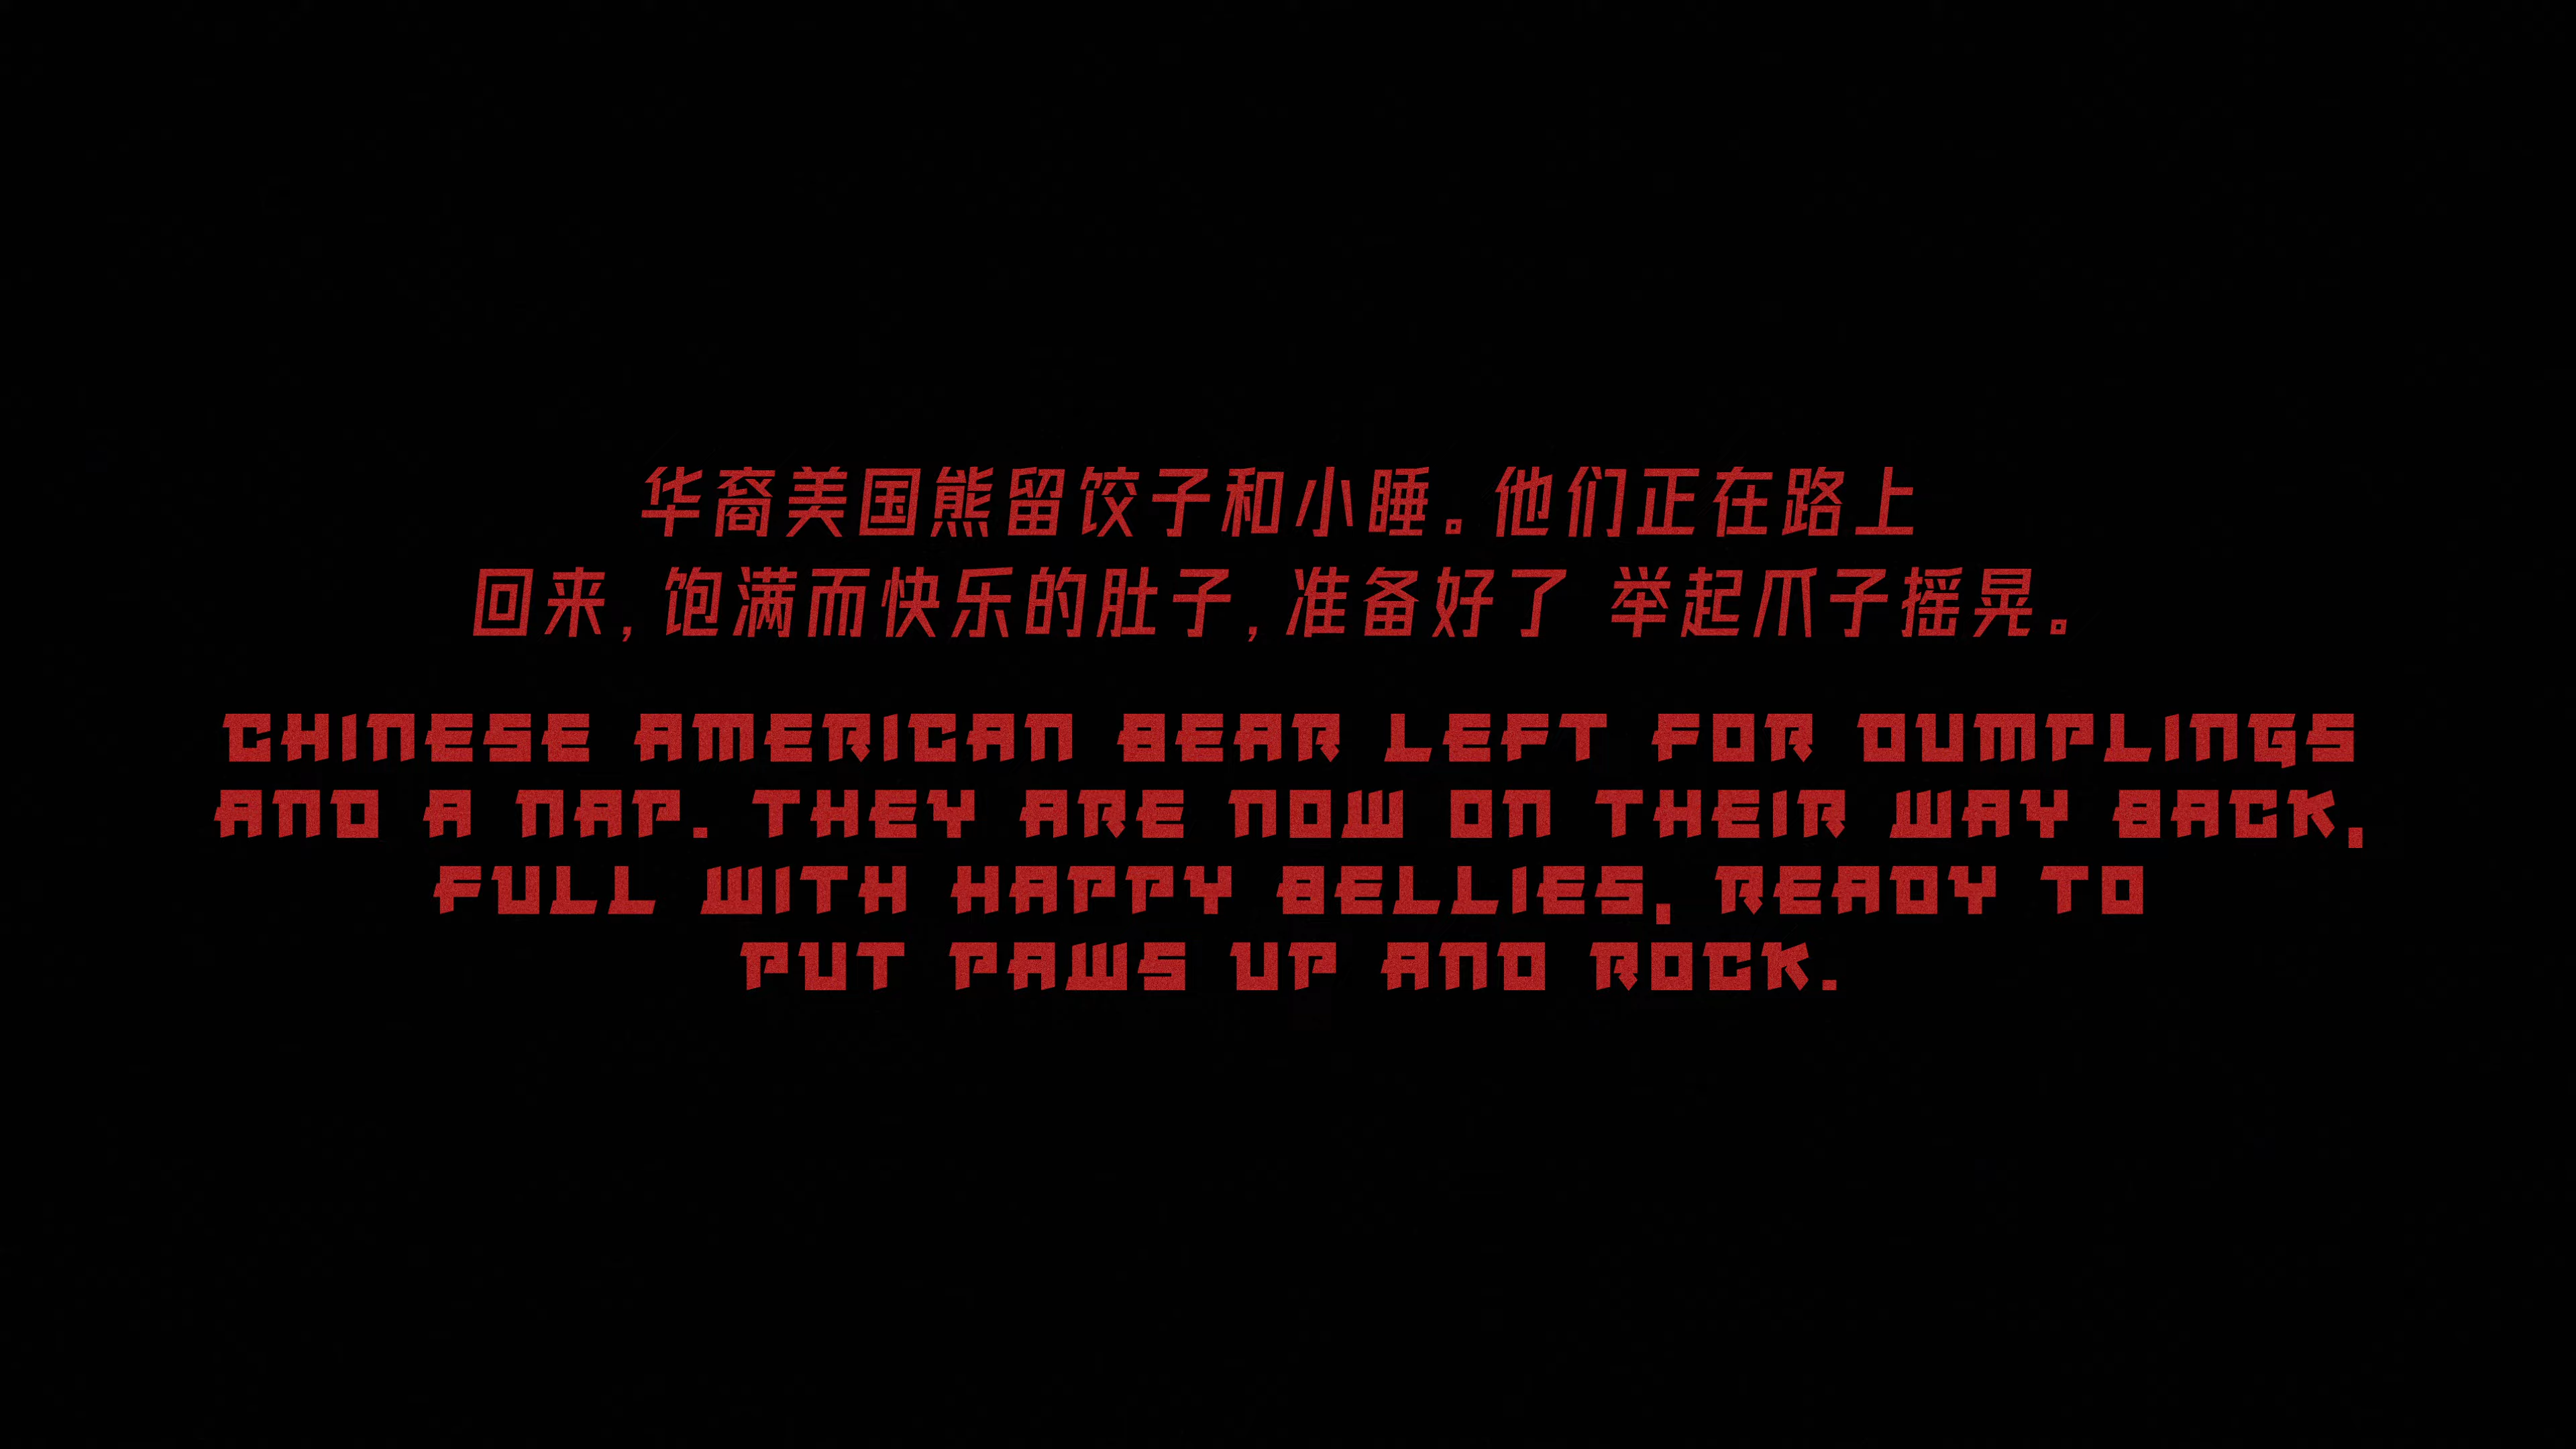 华裔美国熊留饺子和小睡。他们正在路上
回来,饱满而快乐的肚子,准备好了 举起爪子摇晃。
CHINESE AMERICAN BEAR LEFT FOR DUMPLINGS
AND A NAP. THEY ARE NOW ON THEIR WAY BACK,
FULL WITH HAPPY BELLIES, READY TO
PUT PAWS UP AND ROCK.